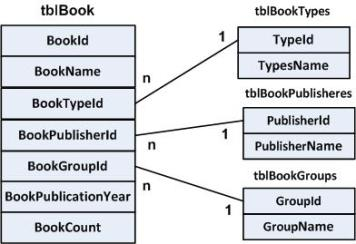 tblBook
BookId
BookName
BookTypeId
BookPublisherId
BookGroupId
BookPublicationYear
BookCount
n
n
n
1
1
1
tblBookTypes
TypeId
TypesName
tblBookPublisheres
PublisherId
PublisherName
tblBookGroups
GroupId
GroupName